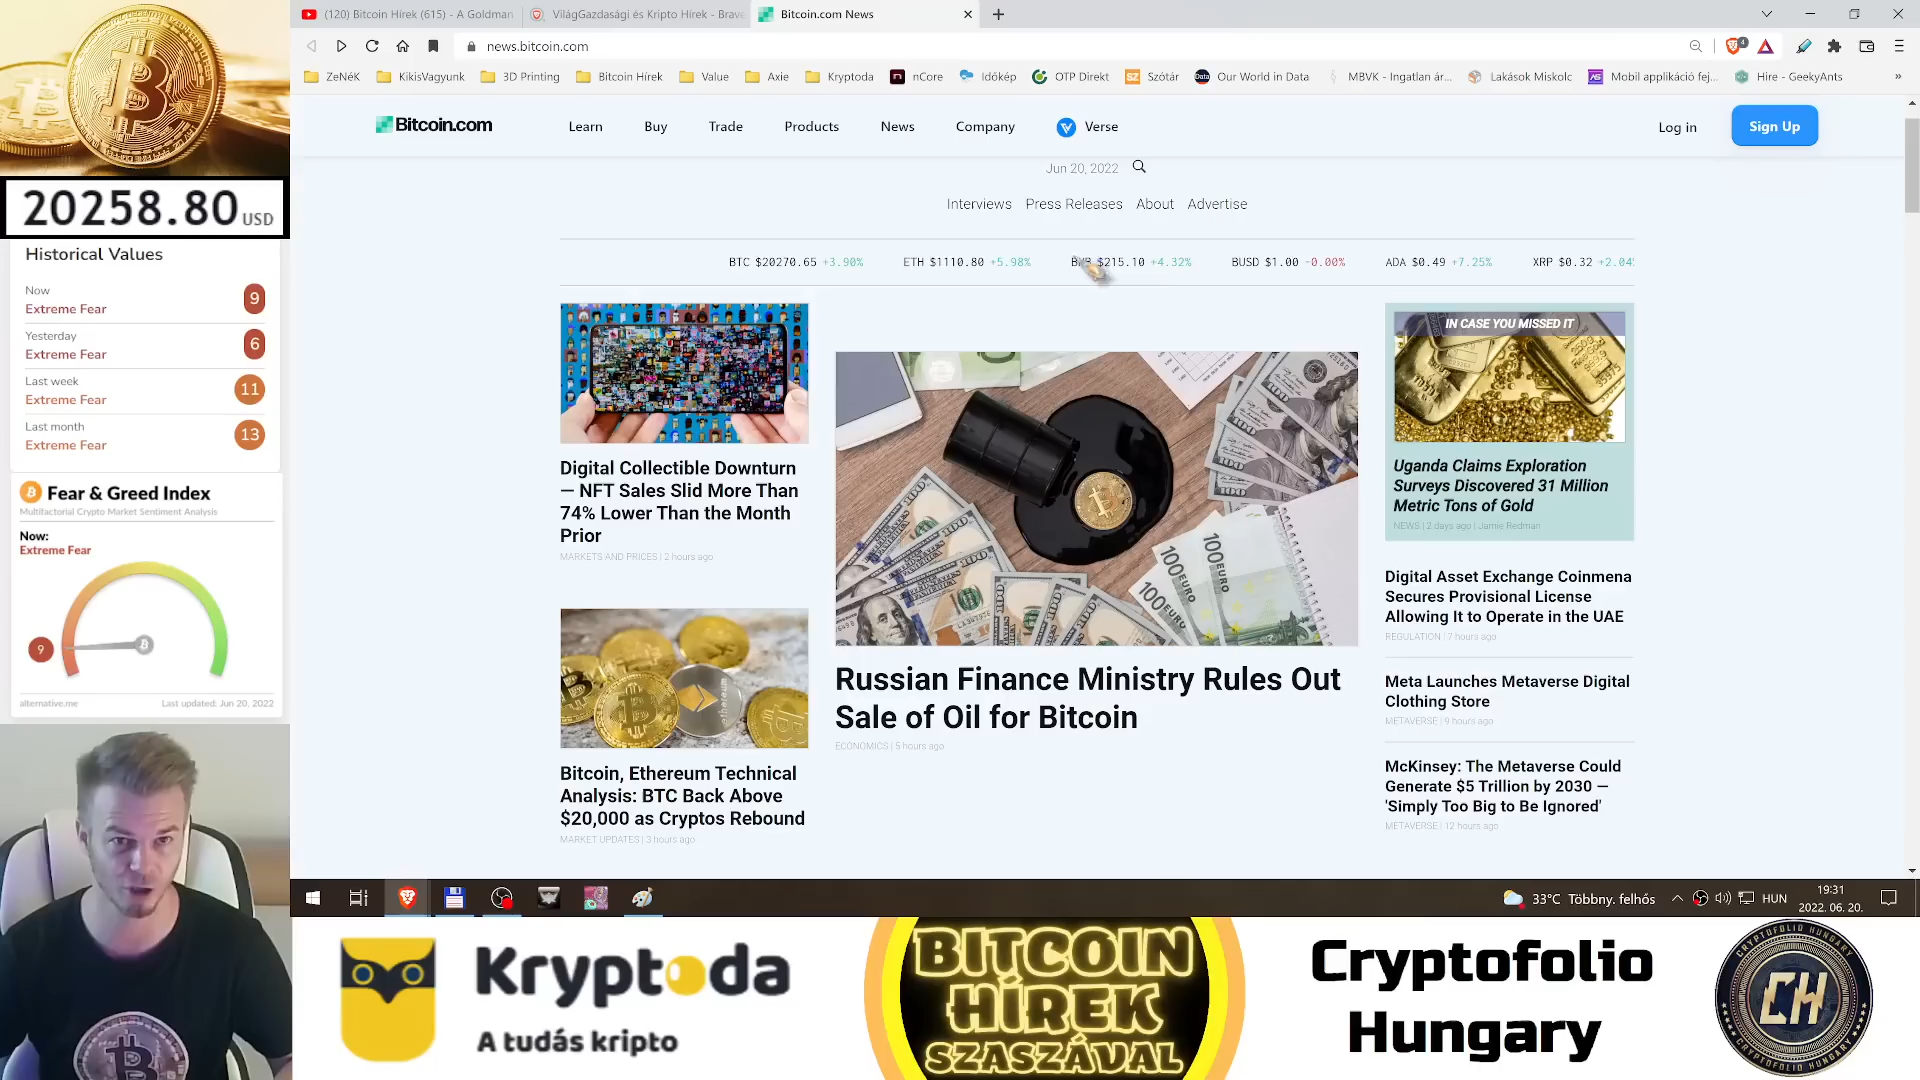 (120) Bitcoin Hírek (615) - A Goldman
VilágGazdasági és Kripto Hírek - Brave
Bitcoin.com News
news.bitcoin.com
4
ZeNéK
KikisVagyunk
3D Printing
Bitcoin Hírek
Value
Axie
Kryptoda
nCore
Időkép
OTP Direkt
Szótár
Our World in Data
MBVK - Ingatlan ár...
Lakások Miskolc
Mobil applikáció fej...
Hire - GeekyAnts
Bitcoin.com
Learn
Buy
Trade
Products
News
Company
Verse
Log in
Sign Up
Jun 20, 2022
Interviews
Press Releases
About
Advertise
BTC $20270.65 +3.90%
ETH $1110.80 +5.98%
BNB $215.10 +4.32%
BUSD $1.00 -0.00%
ADA $0.49 +7.25%
XRP $0.32 +2.04
20258.80 USD
Historical Values
Now
Extreme Fear
9
Yesterday
Extreme Fear
6
Last week
Extreme Fear
11
Last month
Extreme Fear
13
Fear & Greed Index
Multifactorial Crypto Market Sentiment Analysis
Now:
Extreme Fear
9
alternative.me
Last updated: Jun 20, 2022
Digital Collectible Downturn
— NFT Sales Slid More Than
74% Lower Than the Month
Prior
MARKETS AND PRICES | 2 hours ago
Bitcoin, Ethereum Technical
Analysis: BTC Back Above
$20,000 as Cryptos Rebound
MARKET UPDATES | 3 hours ago
100 EURO
100 EURO
Russian Finance Ministry Rules Out
Sale of Oil for Bitcoin
ECONOMICS | 5 hours ago
IN CASE YOU MISSED IT
Uganda Claims Exploration
Surveys Discovered 31 Million
Metric Tons of Gold
NEWS | 2 days ago | Jamie Redman
Digital Asset Exchange Coinmena
Secures Provisional License
Allowing It to Operate in the UAE
REGULATION | 7 hours ago
Meta Launches Metaverse Digital
Clothing Store
METAVERSE | 9 hours ago
McKinsey: The Metaverse Could
Generate $5 Trillion by 2030 —
'Simply Too Big to Be Ignored'
METAVERSE | 12 hours ago
33°C Többny. felhős
HUN
19:31
2022. 06. 20.
Kryptoda
A tudás kripto
BITCOIN
HÍREK
SZASZÁVAL
Cryptofolio
Hungary
CRYPTOFOLIO HUNGARY
CH
CRYPTOFOLIO HUNGARY